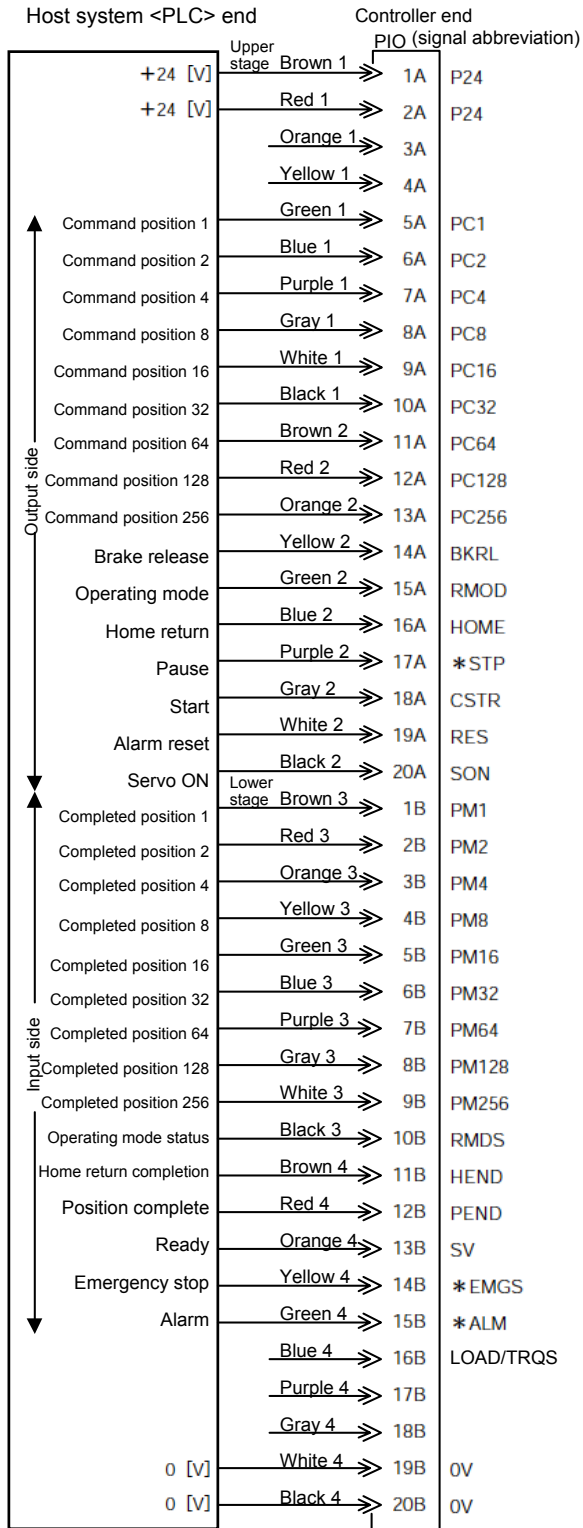 Host system <PLC> end Controller end
PIO (signal abbreviation)
Upper stage
+24 [V] Brown 1 1A P24
+24 [V] Red 1 2A P24
Orange 1 3A
Yellow 1 4A
Command position 1 Green 1 5A PC1
Command position 2 Blue 1 6A PC2
Command position 4 Purple 1 7A PC4
Command position 8 Gray 1 8A PC8
Command position 16 White 1 9A PC16
Command position 32 Black 1 10A PC32
Command position 64 Brown 2 11A PC64
Output side
Command position 128 Red 2 12A PC128
Command position 256 Orange 2 13A PC256
Brake release Yellow 2 14A BKRL
Operating mode Green 2 15A RMOD
Home return Blue 2 16A HOME
Pause Purple 2 17A *STP
Start Gray 2 18A CSTR
Alarm reset White 2 19A RES
Servo ON Black 2 20A SON
Lower stage
Completed position 1 Brown 3 1B PM1
Completed position 2 Red 3 2B PM2
Completed position 4 Orange 3 3B PM4
Completed position 8 Yellow 3 4B PM8
Completed position 16 Green 3 5B PM16
Completed position 32 Blue 3 6B PM32
Completed position 64 Purple 3 7B PM64
Input side
Completed position 128 Gray 3 8B PM128
Completed position 256 White 3 9B PM256
Operating mode status Black 3 10B RMDS
Home return completion Brown 4 11B HEND
Position complete Red 4 12B PEND
Ready Orange 4 13B SV
Emergency stop Yellow 4 14B *EMGS
Alarm Green 4 15B *ALM
Blue 4 16B LOAD/TRQS
Purple 4 17B
Gray 4 18B
0 [V] White 4 19B 0V
0 [V] Black 4 20B 0V